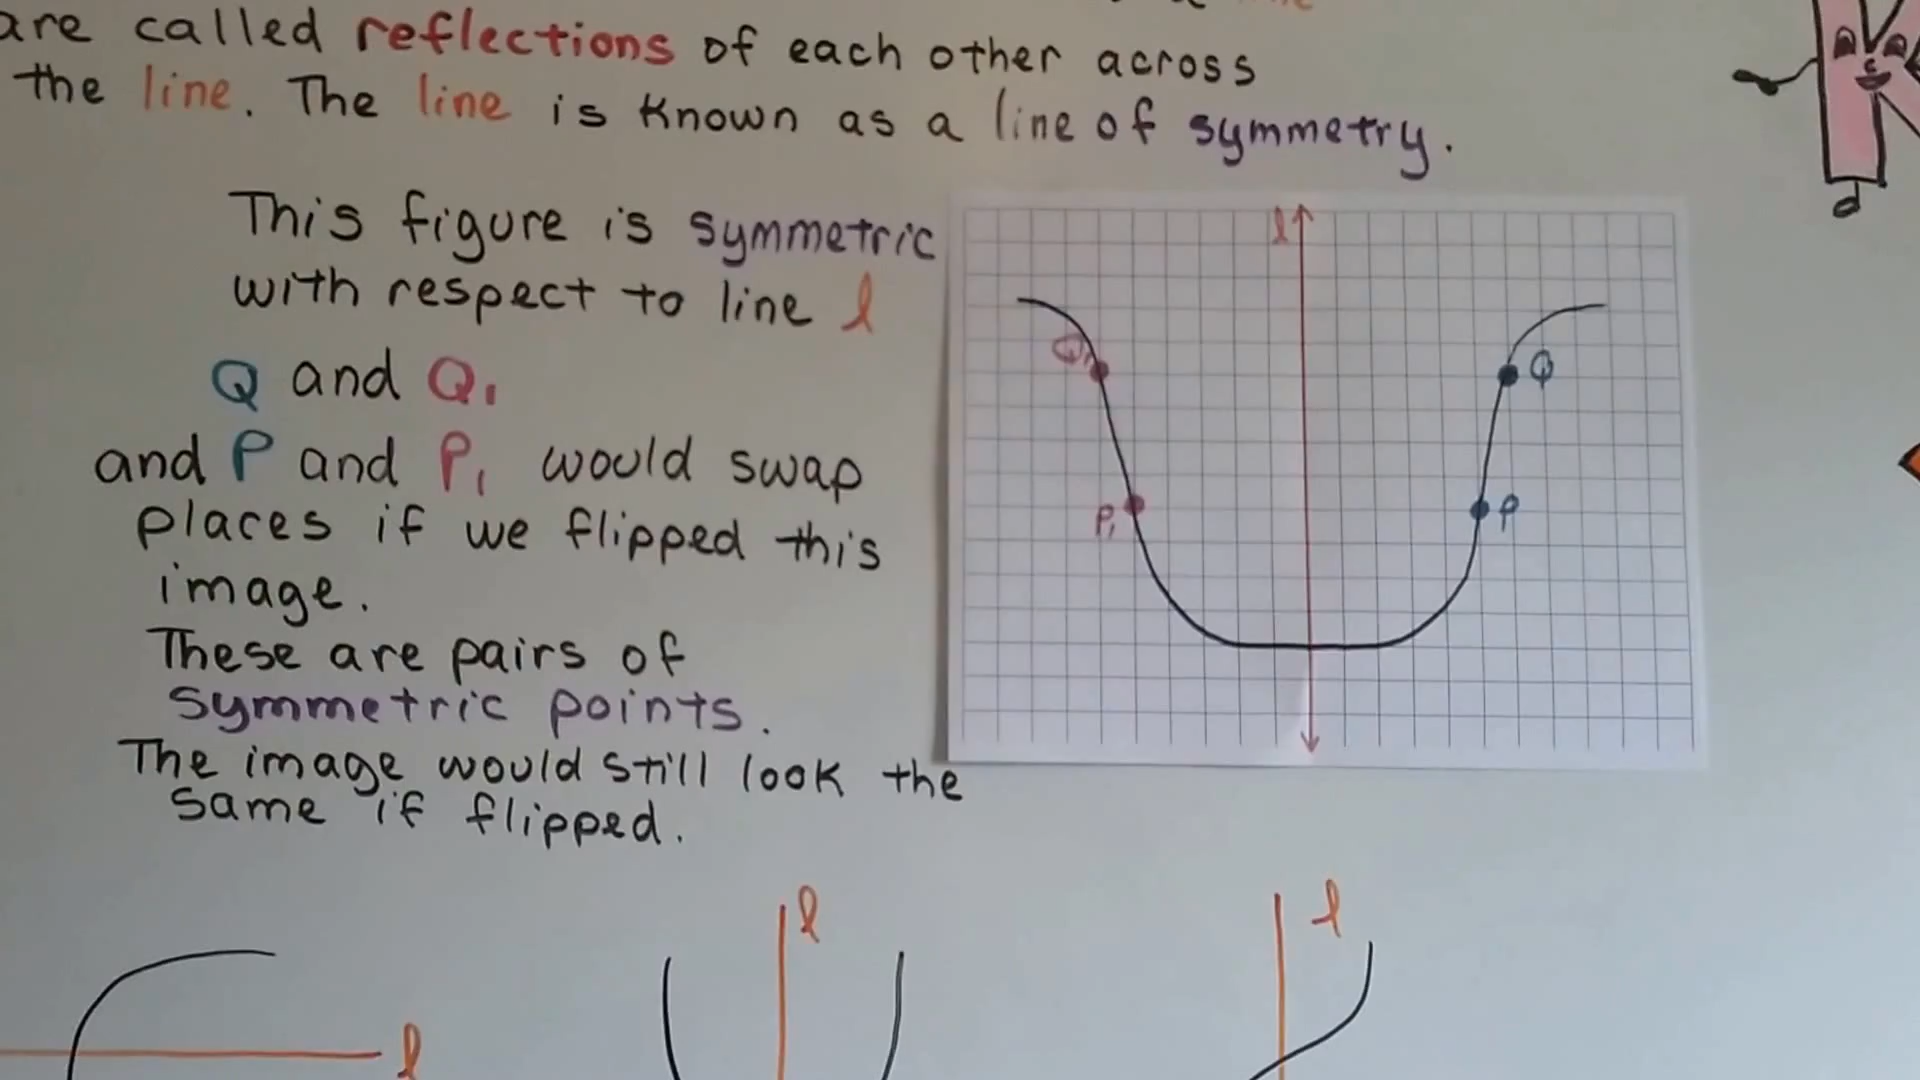 are called reflections of each other across
the line. The line is known as a line of symmetry.
This figure is symmetric
with respect to line l
Q and Q₁
and P and P₁ would swap
places if we flipped this
image.
These are pairs of
symmetric points.
The image would still look the
same if flipped.
l
Q₁
Q
P₁
P
l
l
l